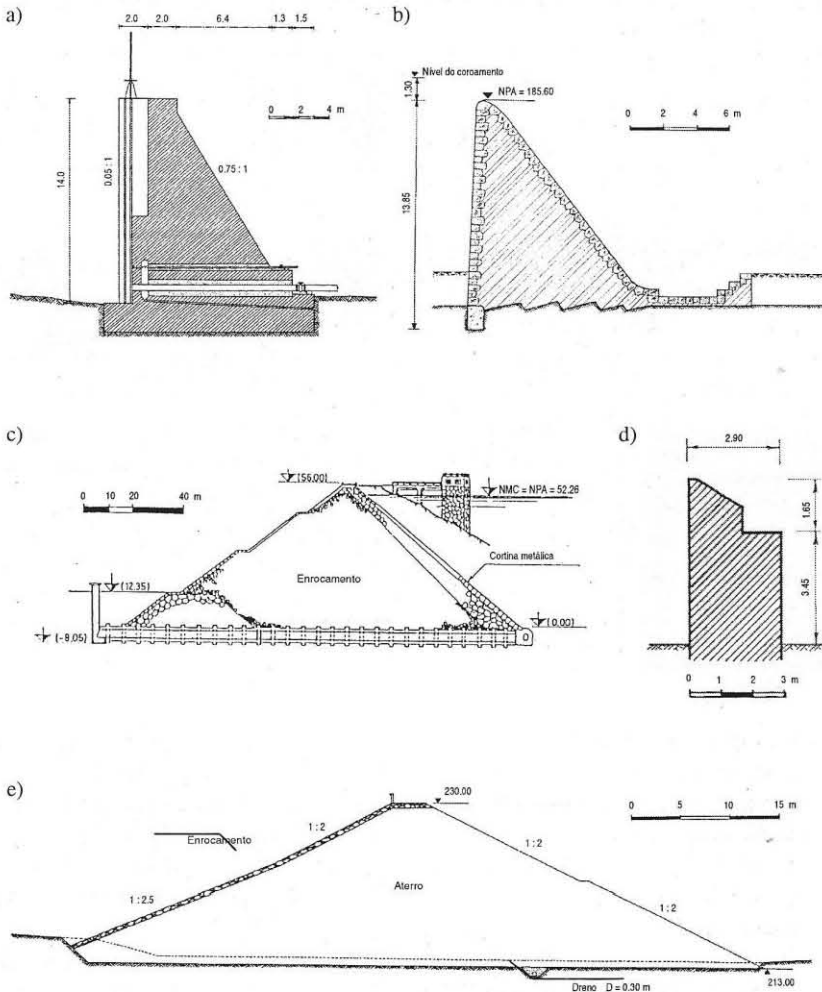 a)
2.0 2.0 6.4 1.3 1.5
14.0
0.05 : 1
0.75 : 1
0 2 4 m
b)
Nível do coroamento
1.30
NPA = 185.60
13.85
0 2 4 6 m
c)
0 10 20 40 m
(56.00)
NMC = NPA = 52.26
Cortina metálica
Enrocamento
(12.35)
(-8.05)
(0.00)
d)
2.90
1.65
3.45
0 1 2 3 m
e)
230.00
0 5 10 15 m
Enrocamento
1 : 2
1 : 2
Aterro
1 : 2.5
1 : 2
Dreno D = 0.30 m
213.00